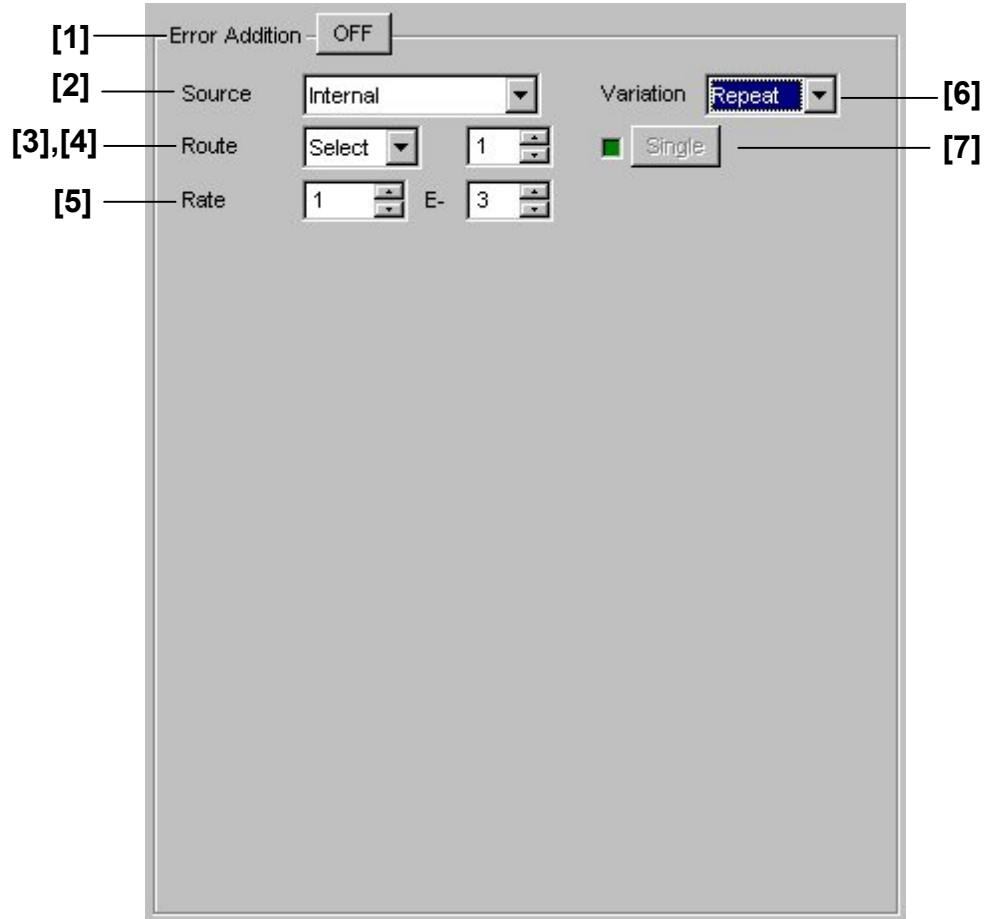 [1] Error Addition OFF
[2] Source Internal Variation Repeat [6]
[3],[4] Route Select 1 Single [7]
[5] Rate 1 E- 3